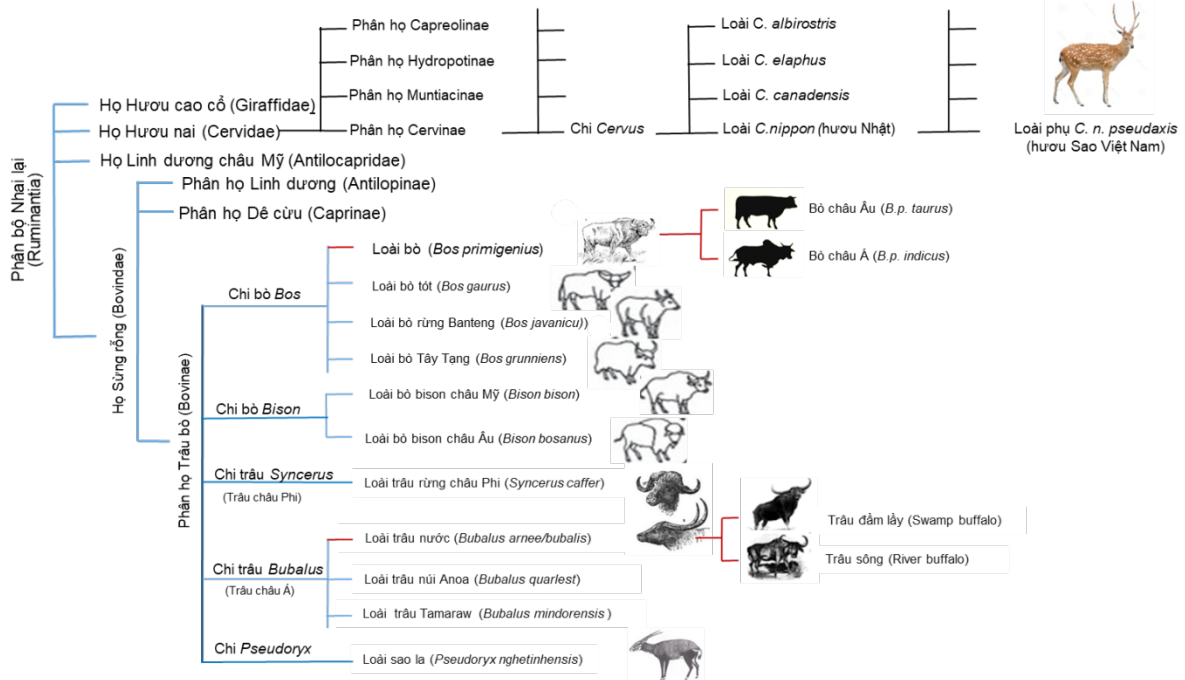 Phân bộ Nhai lại
(Ruminantia)
Họ Hươu cao cổ (Giraffidae)
Họ Hươu nai (Cervidae)
Họ Linh dương châu Mỹ (Antilocapridae)
Họ Sừng rỗng (Bovindae)
Phân họ Capreolinae
Phân họ Hydropotinae
Phân họ Muntiacinae
Phân họ Cervinae
Chi Cervus
Loài C. albirostris
Loài C. elaphus
Loài C. canadensis
Loài C.nippon (hươu Nhật)
Loài phụ C. n. pseudaxis
(hươu Sao Việt Nam)
Phân họ Linh dương (Antilopinae)
Phân họ Dê cừu (Caprinae)
Phân họ Trâu bò (Bovinae)
Chi bò Bos
Loài bò (Bos primigenius)
Bò châu Âu (B.p. taurus)
Bò châu Á (B.p. indicus)
Loài bò tót (Bos gaurus)
Loài bò rừng Banteng (Bos javanicu))
Loài bò Tây Tạng (Bos grunniens)
Chi bò Bison
Loài bò bison châu Mỹ (Bison bison)
Loài bò bison châu Âu (Bison bosanus)
Chi trâu Syncerus
(Trâu châu Phi)
Loài trâu rừng châu Phi (Syncerus caffer)
Chi trâu Bubalus
(Trâu châu Á)
Loài trâu nước (Bubalus arnee/bubalis)
Trâu đầm lầy (Swamp buffalo)
Trâu sông (River buffalo)
Loài trâu núi Anoa (Bubalus quarlest)
Loài trâu Tamaraw (Bubalus mindorensis )
Chi Pseudoryx
Loài sao la (Pseudoryx nghetinhensis)